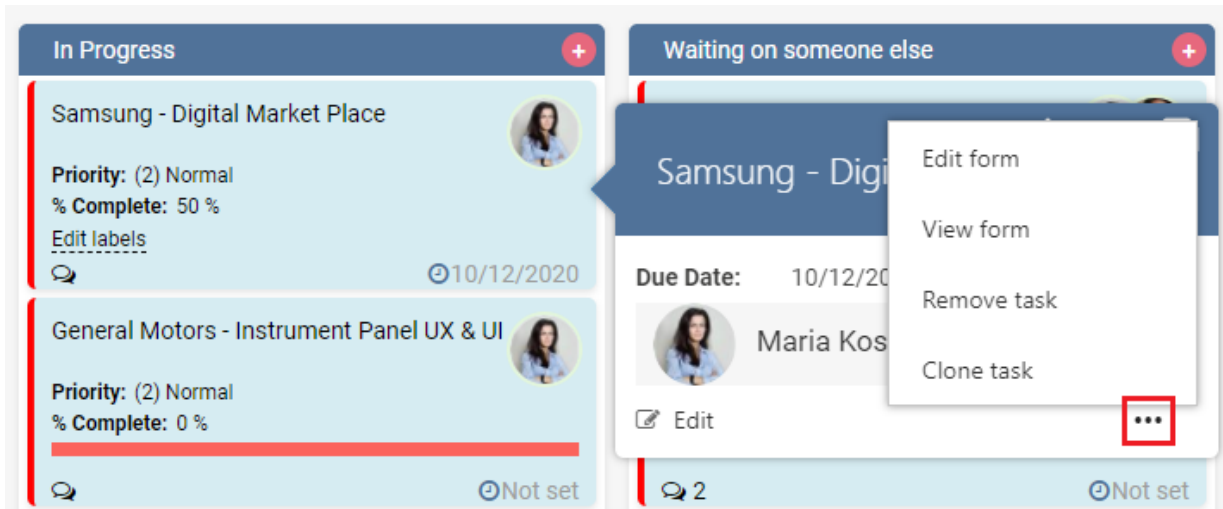 In Progress
+
Samsung - Digital Market Place
Priority: (2) Normal
% Complete: 50 %
Edit labels
10/12/2020
General Motors - Instrument Panel UX & UI
Priority: (2) Normal
% Complete: 0 %
Not set
Waiting on someone else
+
Samsung - Digi
Due Date: 10/12/20
Maria Kos
Edit
Edit form
View form
Remove task
Clone task
•••
2
Not set